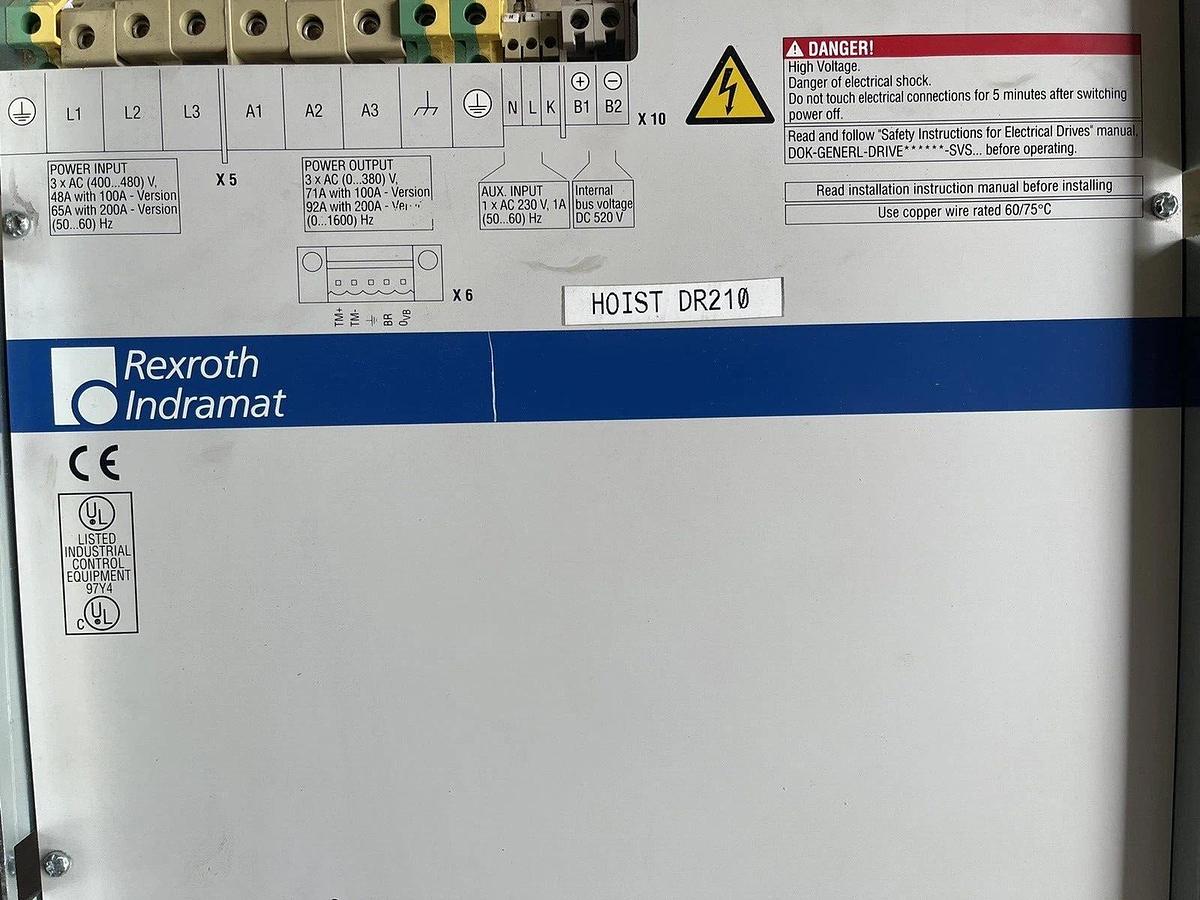 N L K
L1 L2 L3 A1 A2 A3 N L K B1 B2
X 10
X 5
POWER INPUT
3 x AC (400...480) V,
48A with 100A - Version
65A with 200A - Version
(50...60) Hz
POWER OUTPUT
3 x AC (0...380) V,
71A with 100A - Version
92A with 200A -
(0...1600) Hz
AUX. INPUT
1 x AC 230 V, 1A
(50...60) Hz
Internal
bus voltage
DC 520 V
DANGER!
High Voltage.
Danger of electrical shock.
Do not touch electrical connections for 5 minutes after switching
power off.
Read and follow "Safety Instructions for Electrical Drives" manual,
DOK-GENERL-DRIVE******-SVS... before operating.
Read installation instruction manual before installing
Use copper wire rated 60/75°C
X 6
TM+
TM-
BR
0VB
HOIST DR210
Rexroth
Indramat
CE
UL
LISTED
INDUSTRIAL
CONTROL
EQUIPMENT
97Y4
c UL